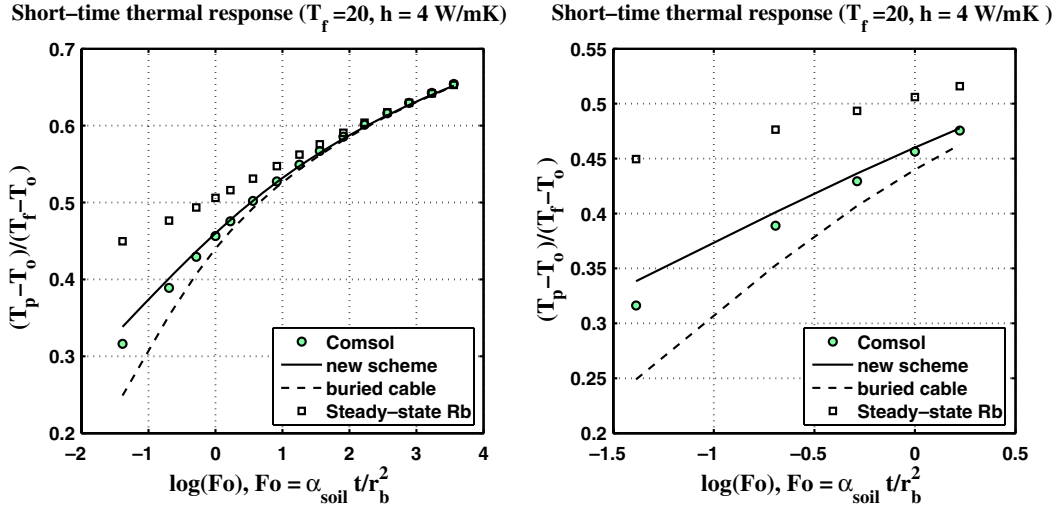 Short–time thermal response (T_f =20, h = 4 W/mK)
(T_p−T_o)/(T_f−T_o)
0.7
0.6
0.5
0.4
0.3
0.2
−2
−1
0
1
2
3
4
Comsol
new scheme
buried cable
Steady–state Rb
log(Fo), Fo = α_soil t/r_b^2
Short–time thermal response (T_f =20, h = 4 W/mK )
(T_p−T_o)/(T_f−T_o)
0.55
0.5
0.45
0.4
0.35
0.3
0.25
0.2
−1.5
−1
−0.5
0
0.5
Comsol
new scheme
buried cable
Steady–state Rb
log(Fo), Fo = α_soil t/r_b^2